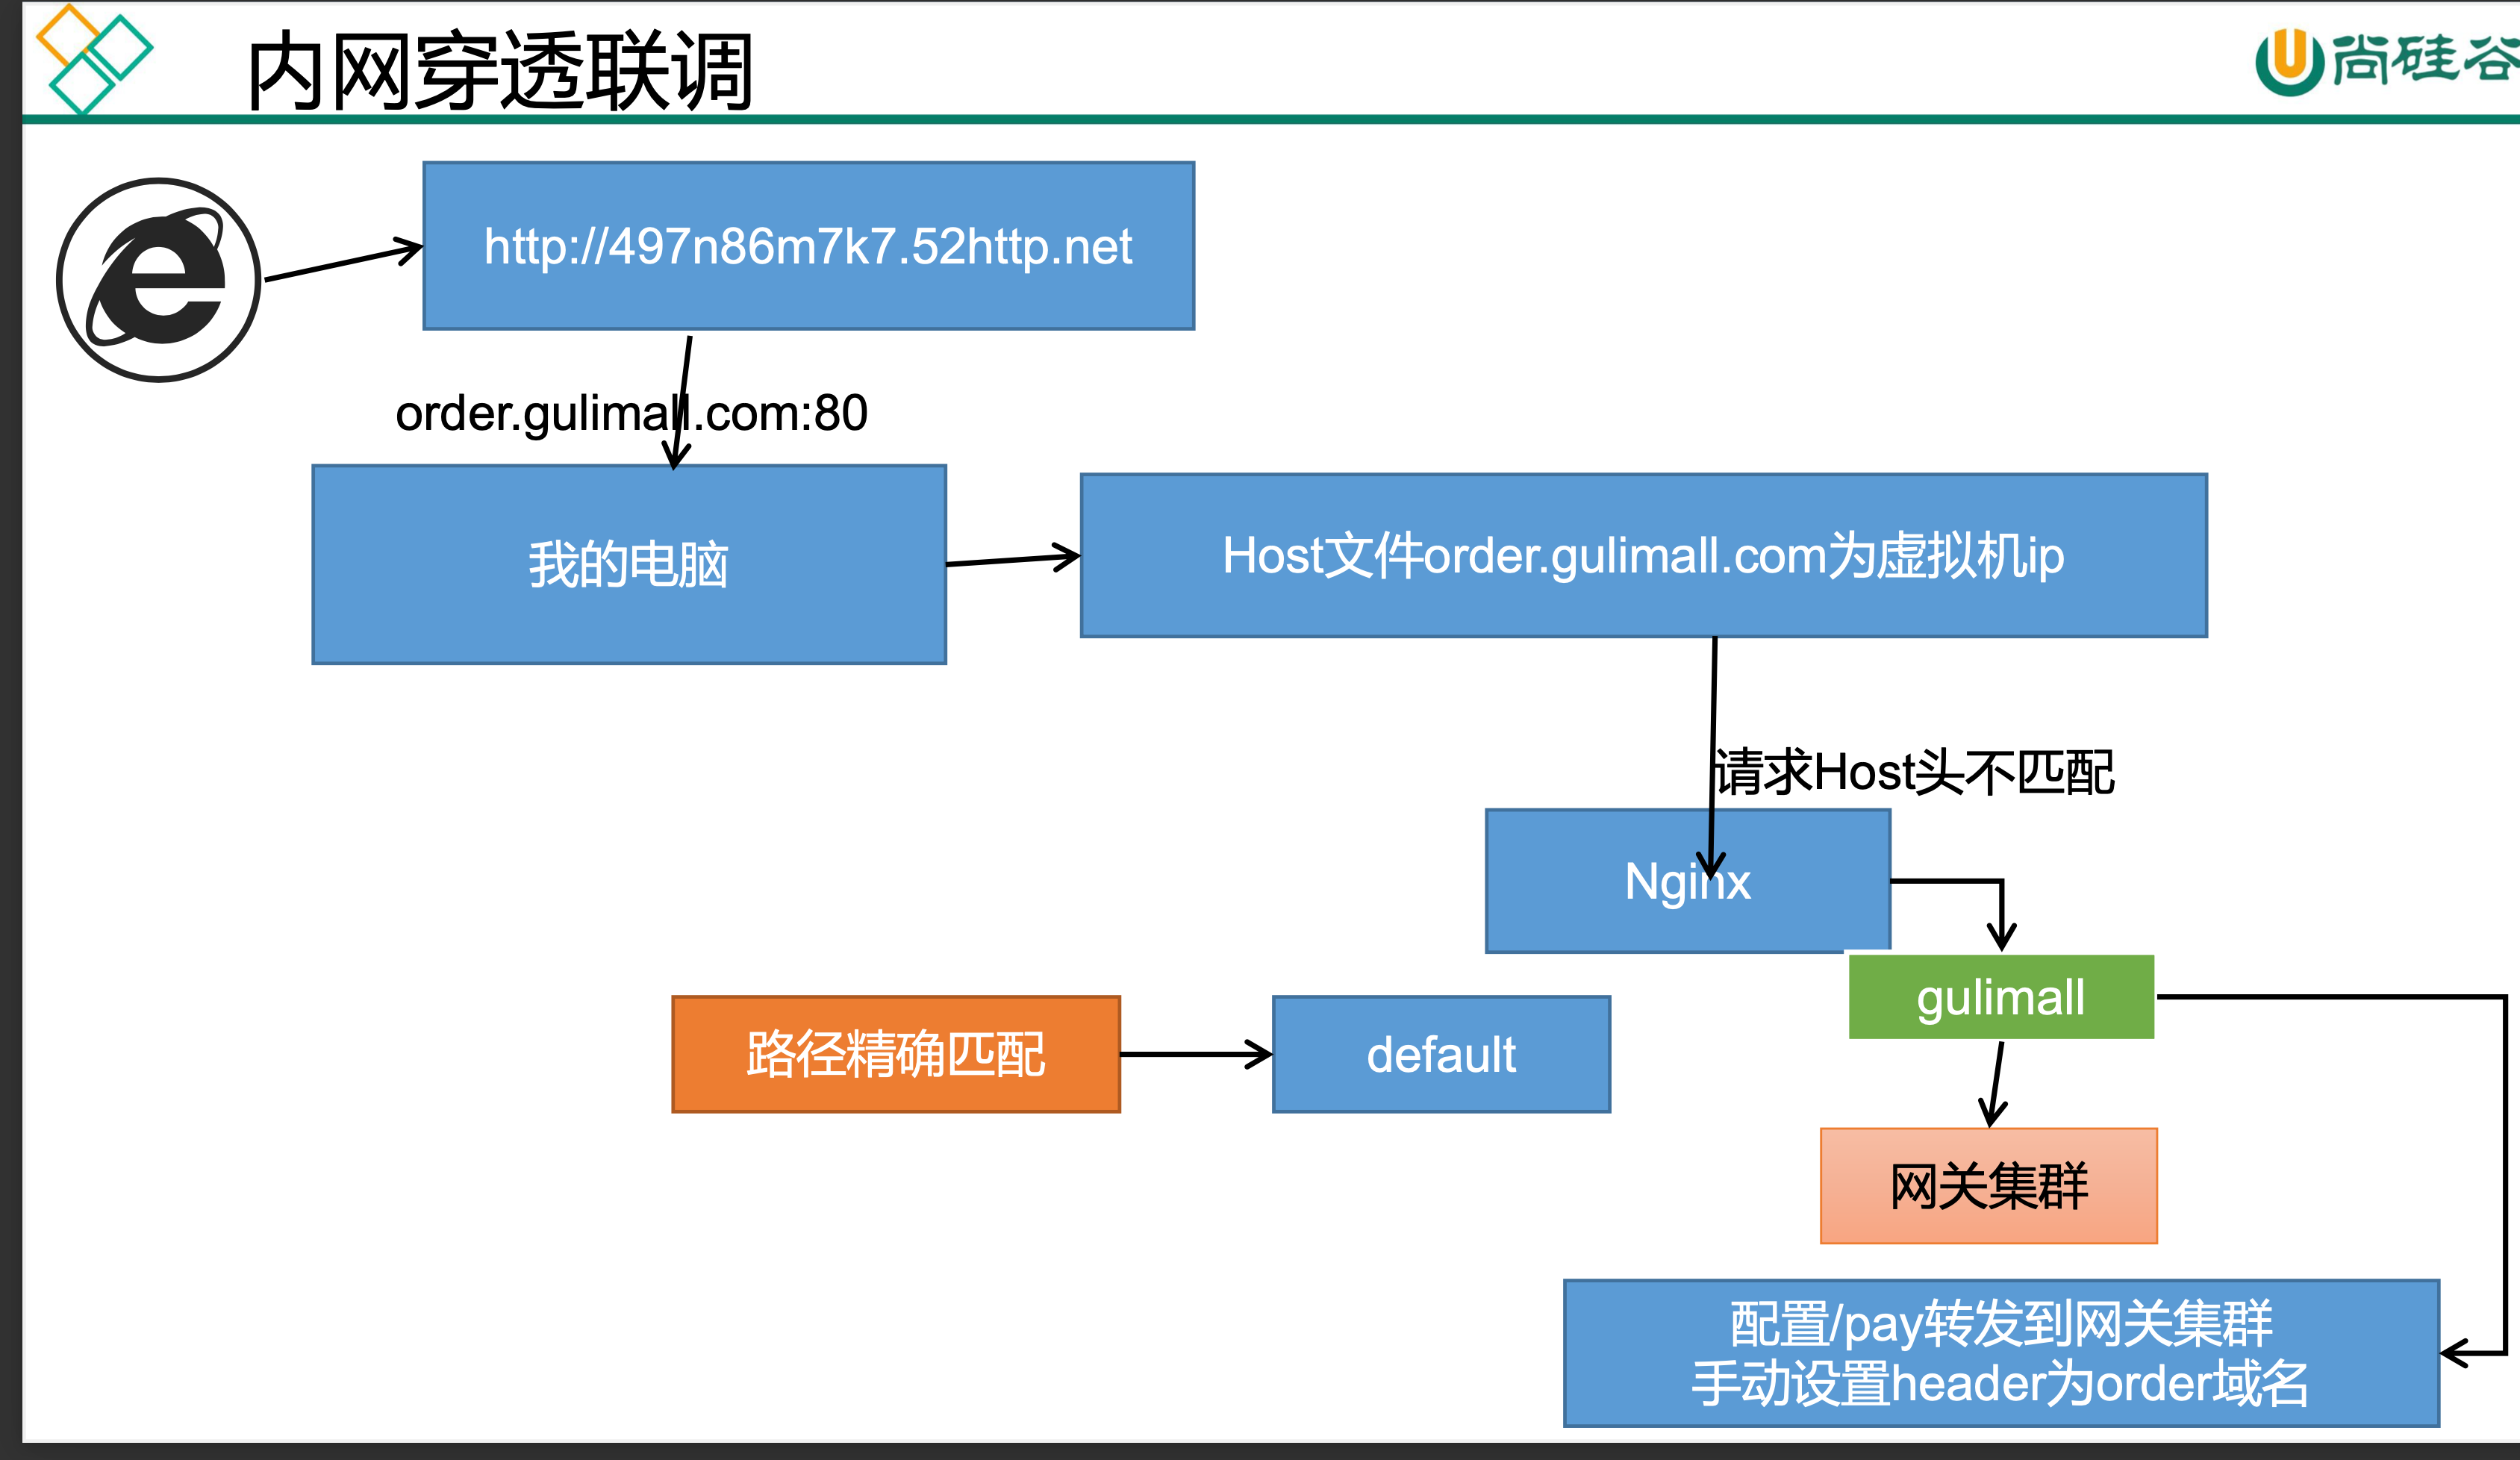 内网穿透联调
尚硅谷
http://497n86m7k7.52http.net
order.gulimall.com:80
我的电脑
Host文件order.gulimall.com为虚拟机ip
请求Host头不匹配
Nginx
gulimall
路径精确匹配
default
网关集群
配置/pay转发到网关集群
手动设置header为order域名